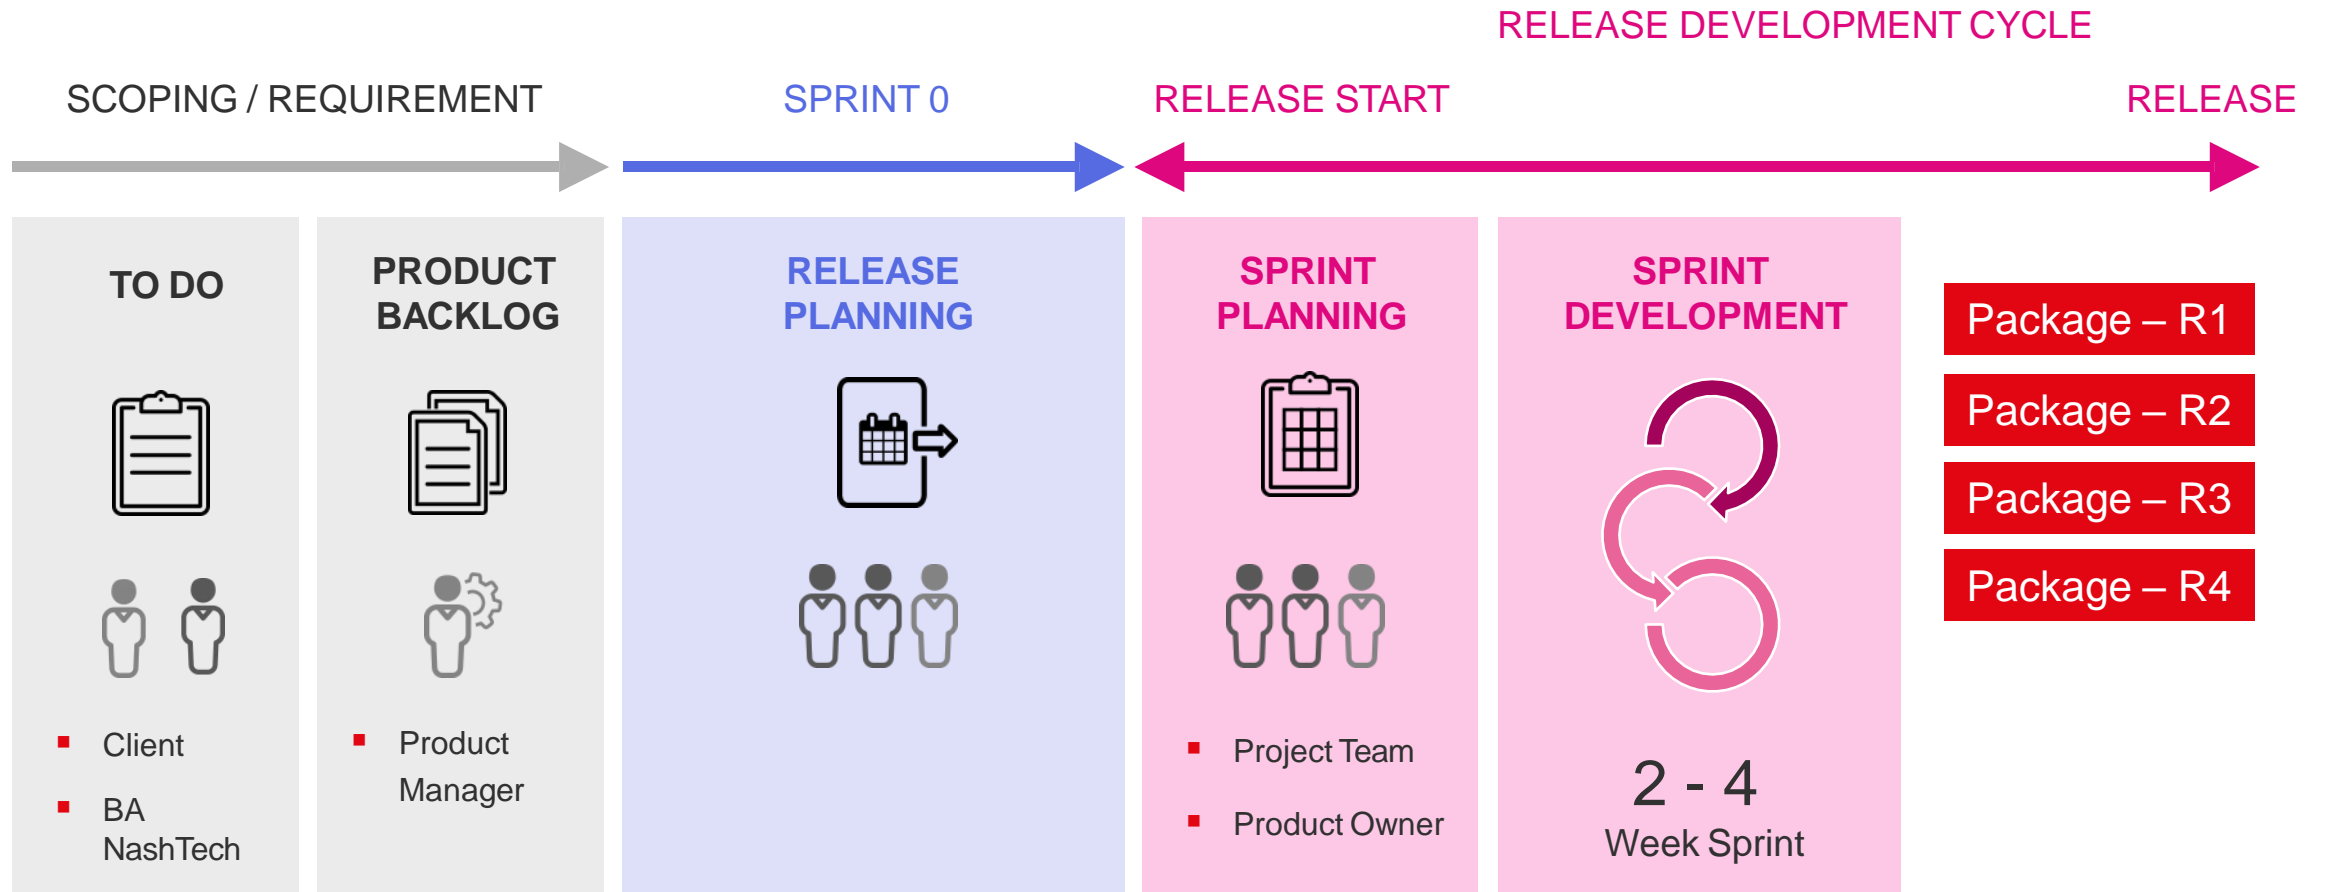 RELEASE DEVELOPMENT CYCLE
SCOPING / REQUIREMENT
SPRINT 0
RELEASE START
RELEASE
TO DO
PRODUCT
BACKLOG
RELEASE
PLANNING
SPRINT
PLANNING
SPRINT
DEVELOPMENT
Package – R1
Package – R2
Package – R3
Package – R4
Client
BA
NashTech
Product
Manager
Project Team
Product Owner
2 - 4
Week Sprint